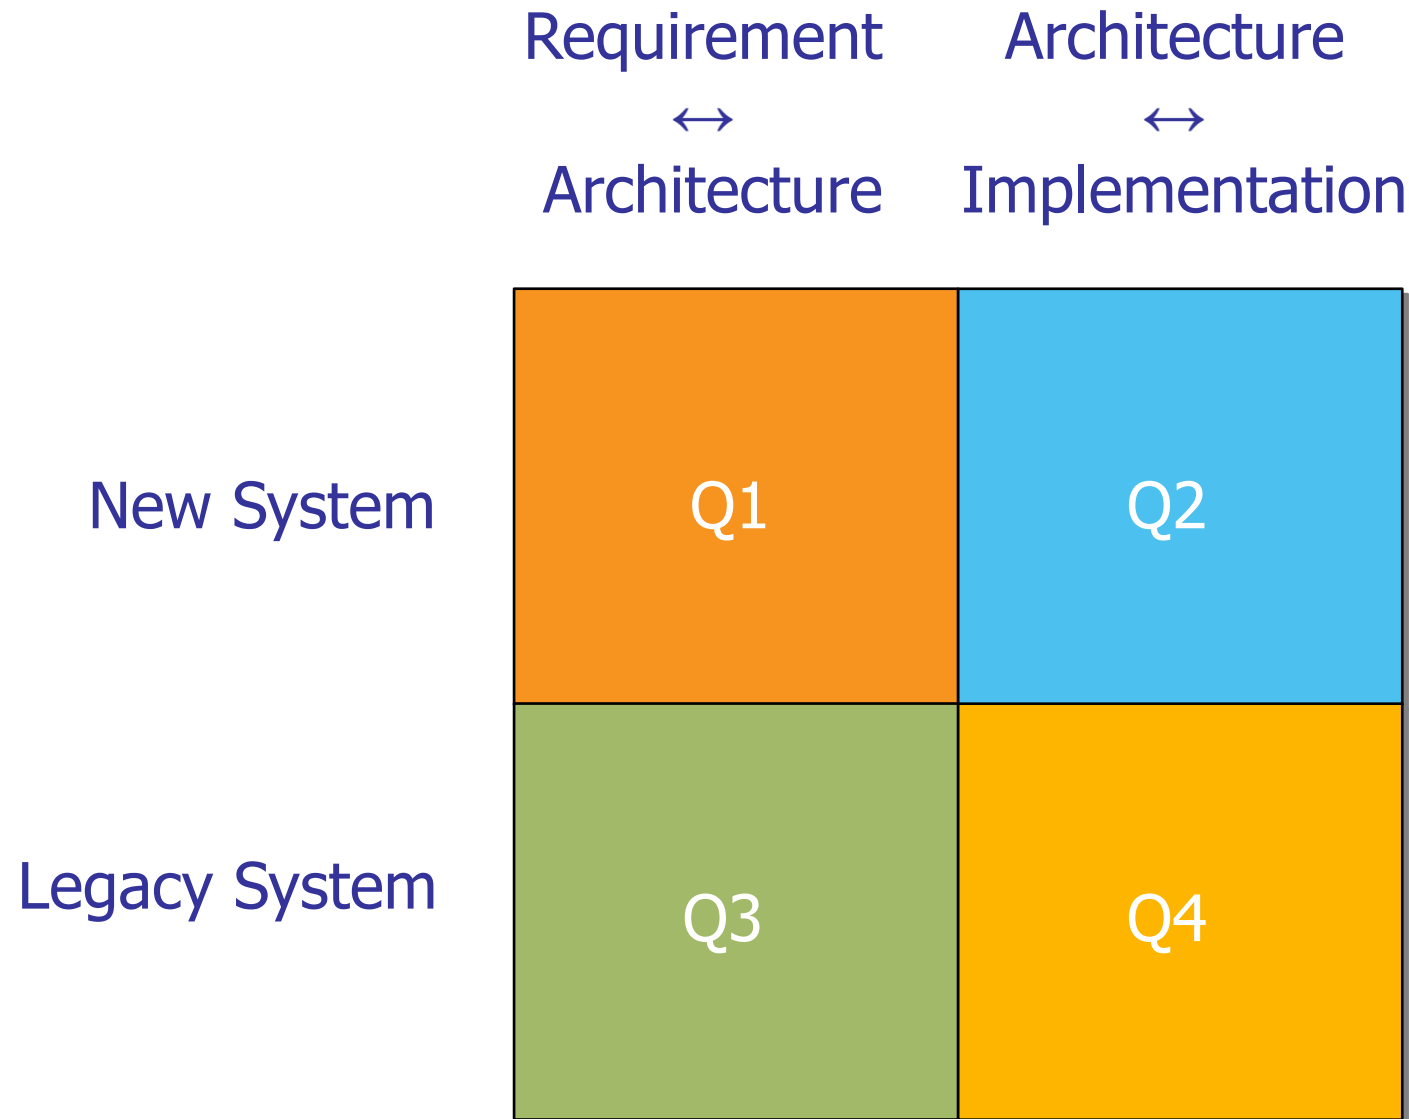 Requirement Architecture
↔ ↔
Architecture Implementation
New System Q1 Q2
Legacy System Q3 Q4